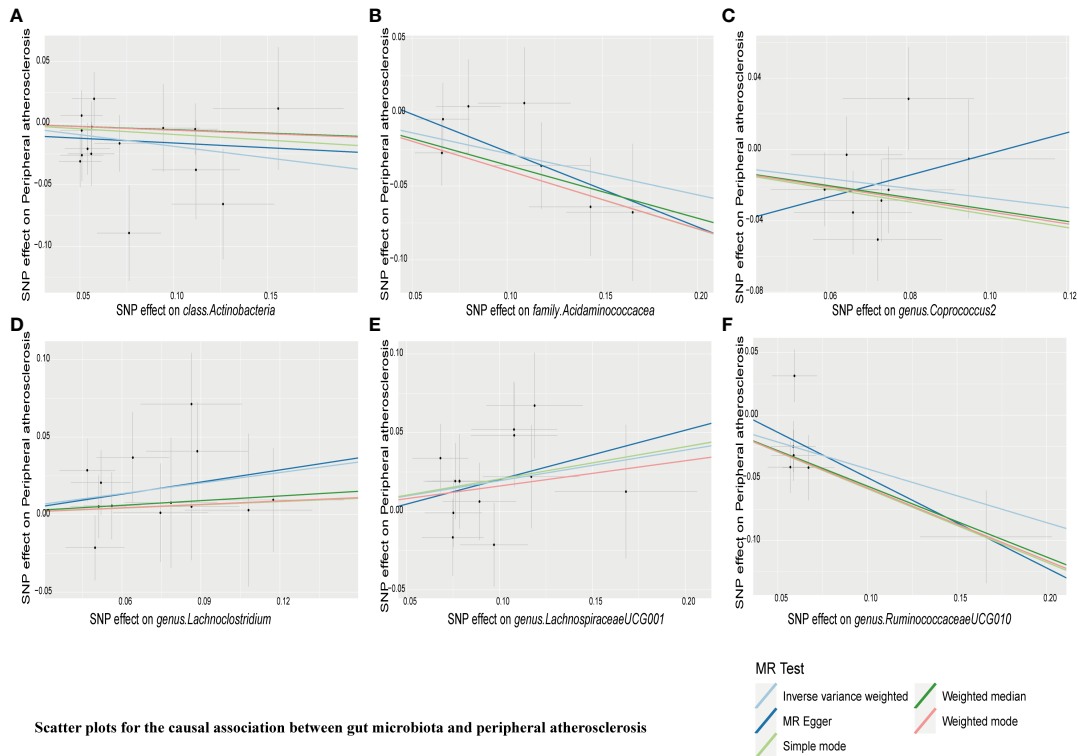 A
SNP effect on Peripheral atherosclerosis
0.05
0.00
−0.05
−0.10
0.05
0.10
0.15
SNP effect on class.Actinobacteria
B
SNP effect on Peripheral atherosclerosis
0.05
0.00
−0.05
−0.10
0.05
0.10
0.15
0.20
SNP effect on family.Acidaminococcacea
C
SNP effect on Peripheral atherosclerosis
0.04
0.00
−0.04
−0.08
0.06
0.08
0.10
0.12
SNP effect on genus.Coprococcus2
D
SNP effect on Peripheral atherosclerosis
0.10
0.05
0.00
−0.05
0.06
0.09
0.12
SNP effect on genus.Lachnoclostridium
E
SNP effect on Peripheral atherosclerosis
0.10
0.05
0.00
−0.05
0.05
0.10
0.15
0.20
SNP effect on genus.LachnospiraceaeUCG001
F
SNP effect on Peripheral atherosclerosis
0.05
0.00
−0.05
−0.10
0.05
0.10
0.15
0.20
SNP effect on genus.RuminococcaceaeUCG010
MR Test
Inverse variance weighted
Weighted median
MR Egger
Weighted mode
Simple mode
Scatter plots for the causal association between gut microbiota and peripheral atherosclerosis